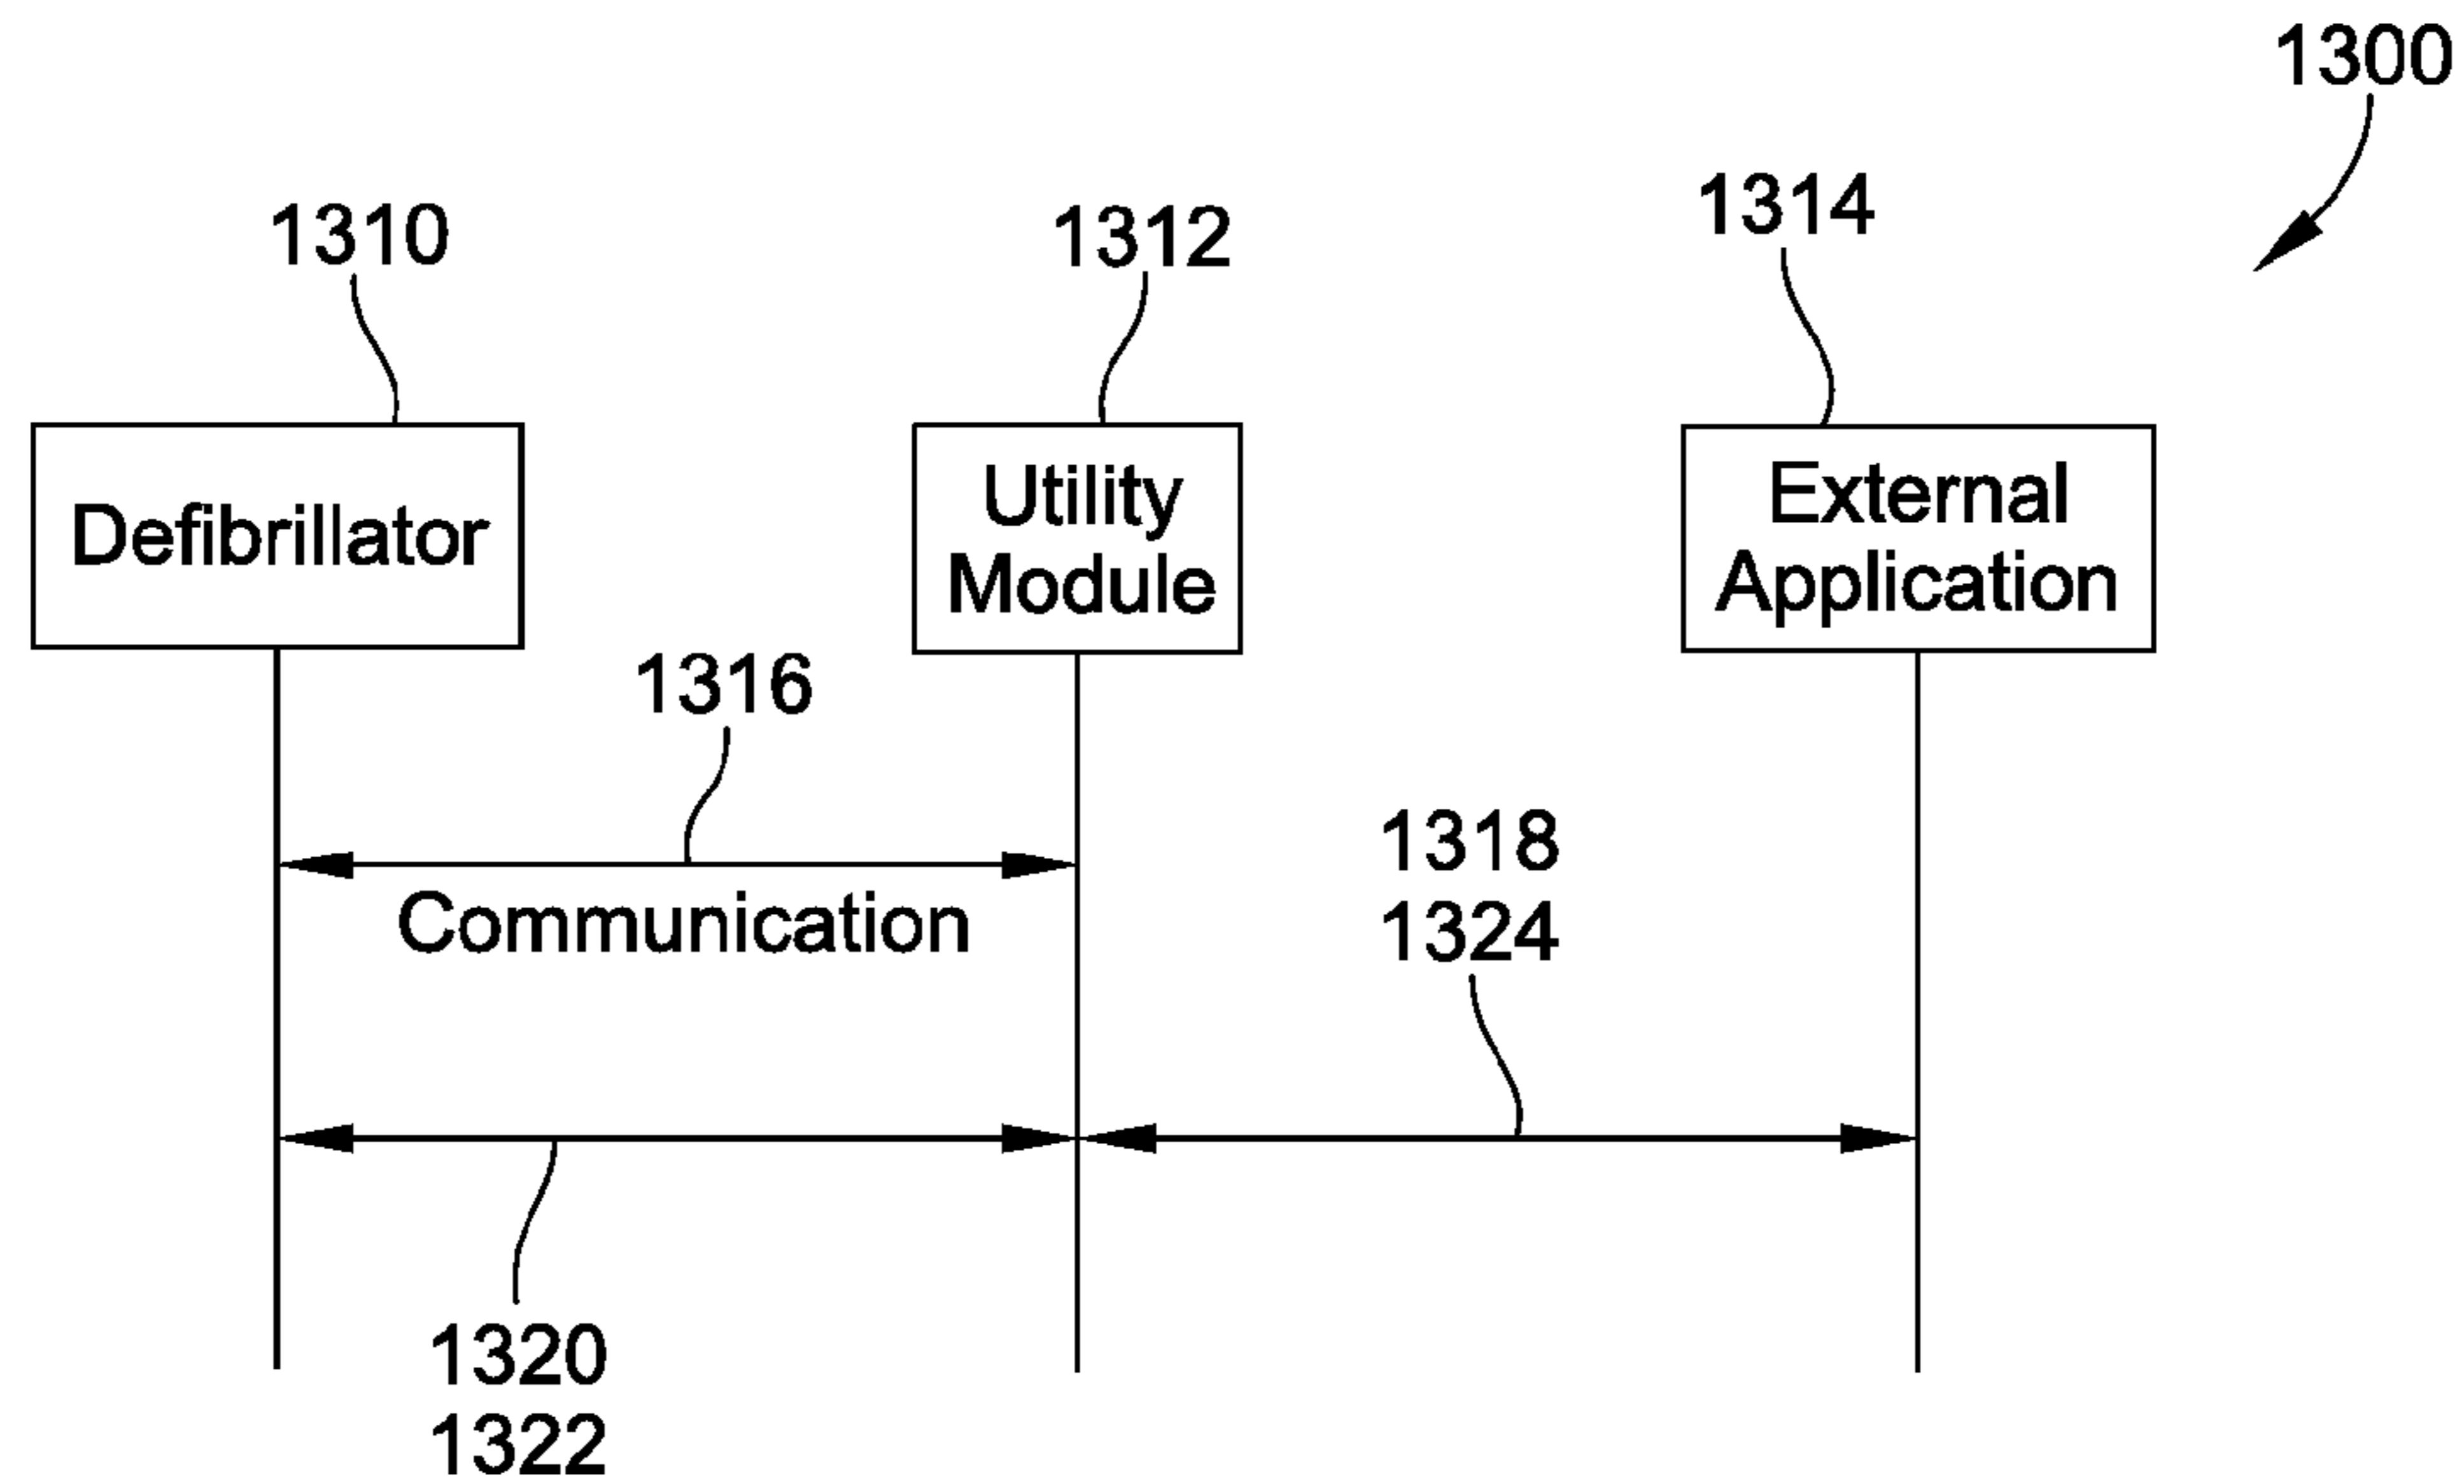 1300
1310
1312
1314
Defibrillator
Utility
Module
External
Application
1316
Communication
1318
1324
1320
1322